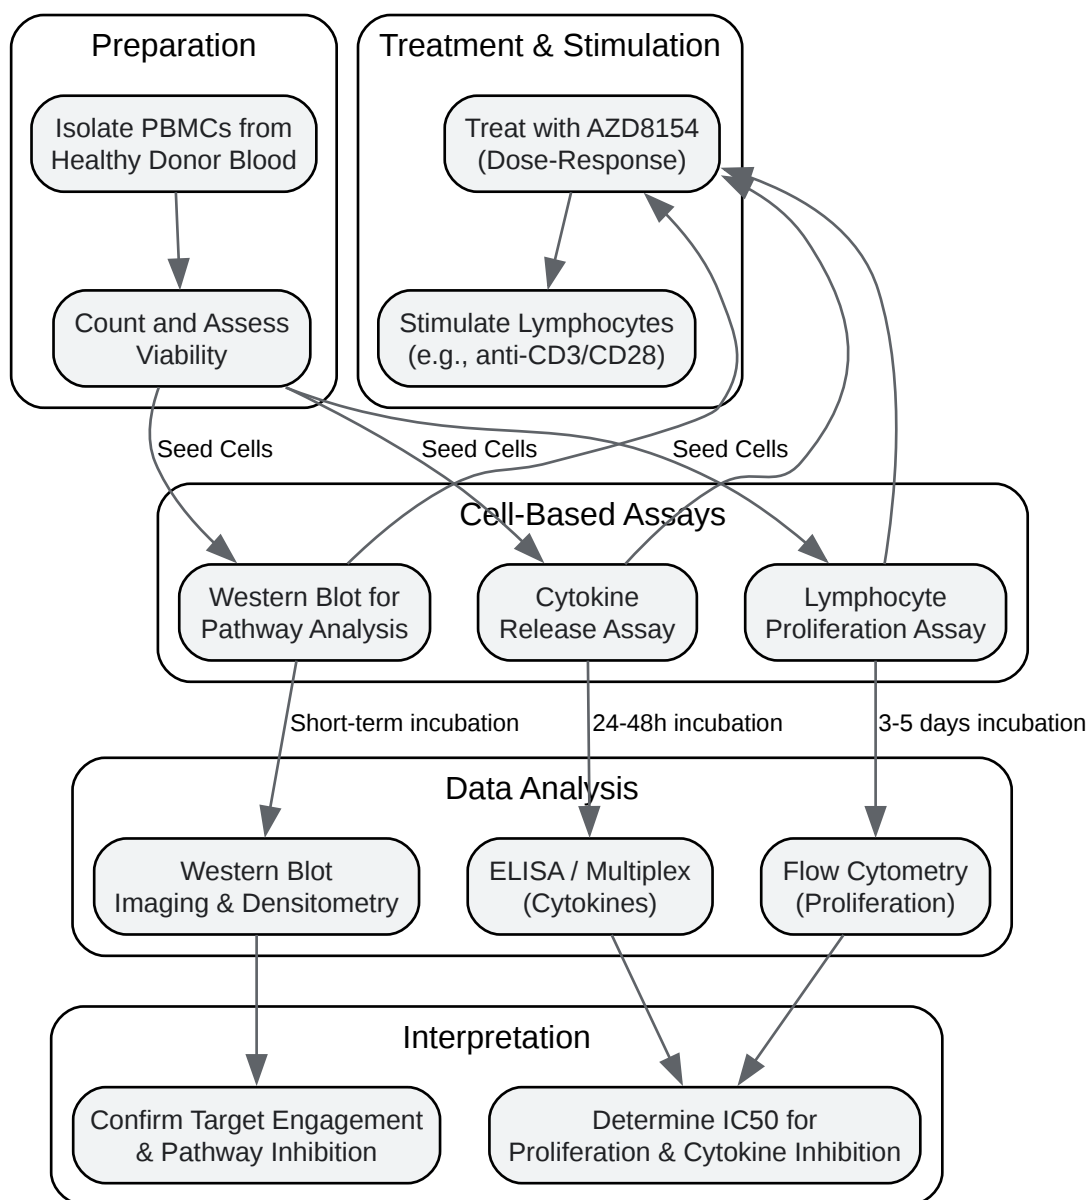 Preparation
Isolate PBMCs from
Healthy Donor Blood
Count and Assess
Viability
Treatment & Stimulation
Treat with AZD8154
(Dose-Response)
Stimulate Lymphocytes
(e.g., anti-CD3/CD28)
Seed Cells
Seed Cells
Seed Cells
Cell-Based Assays
Western Blot for
Pathway Analysis
Cytokine
Release Assay
Lymphocyte
Proliferation Assay
Short-term incubation
24-48h incubation
3-5 days incubation
Data Analysis
Western Blot
Imaging & Densitometry
ELISA / Multiplex
(Cytokines)
Flow Cytometry
(Proliferation)
Interpretation
Confirm Target Engagement
& Pathway Inhibition
Determine IC50 for
Proliferation & Cytokine Inhibition